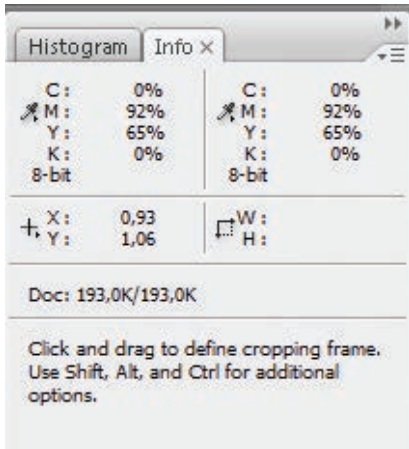 Histogram Info ×
C: 0% C: 0%
M: 92% M: 92%
Y: 65% Y: 65%
K: 0% K: 0%
8-bit 8-bit
X: 0,93 W:
Y: 1,06 H:
Doc: 193,0K/193,0K
Click and drag to define cropping frame.
Use Shift, Alt, and Ctrl for additional
options.